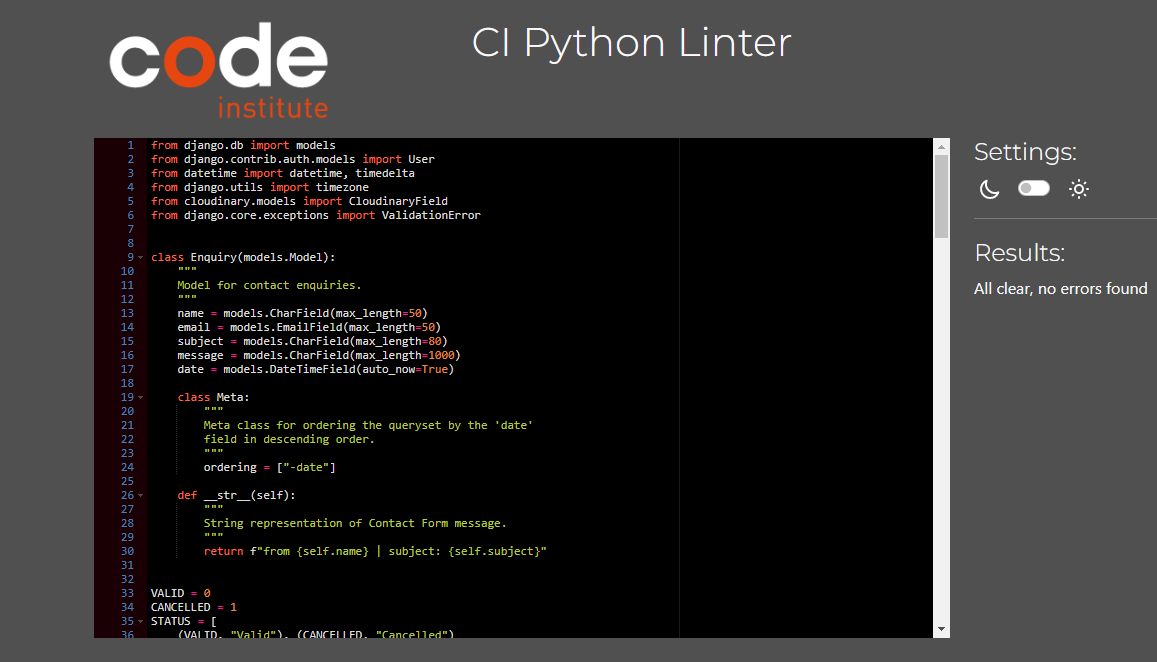 code
institute
CI Python Linter
1 from django.db import models
2 from django.contrib.auth.models import User
3 from datetime import datetime, timedelta
4 from django.utils import timezone
5 from cloudinary.models import CloudinaryField
6 from django.core.exceptions import ValidationError
7
8
9 class Enquiry(models.Model):
10     """
11     Model for contact enquiries.
12     """
13     name = models.CharField(max_length=50)
14     email = models.EmailField(max_length=50)
15     subject = models.CharField(max_length=80)
16     message = models.CharField(max_length=1000)
17     date = models.DateTimeField(auto_now=True)
18
19     class Meta:
20         """
21         Meta class for ordering the queryset by the 'date'
22         field in descending order.
23         """
24         ordering = ["-date"]
25
26     def __str__(self):
27         """
28         String representation of Contact Form message.
29         """
30         return f"from {self.name} | subject: {self.subject}"
31
32
33 VALID = 0
34 CANCELLED = 1
35 STATUS = [
36     (VALID, "Valid"), (CANCELLED, "Cancelled")
Settings:
Results:
All clear, no errors found